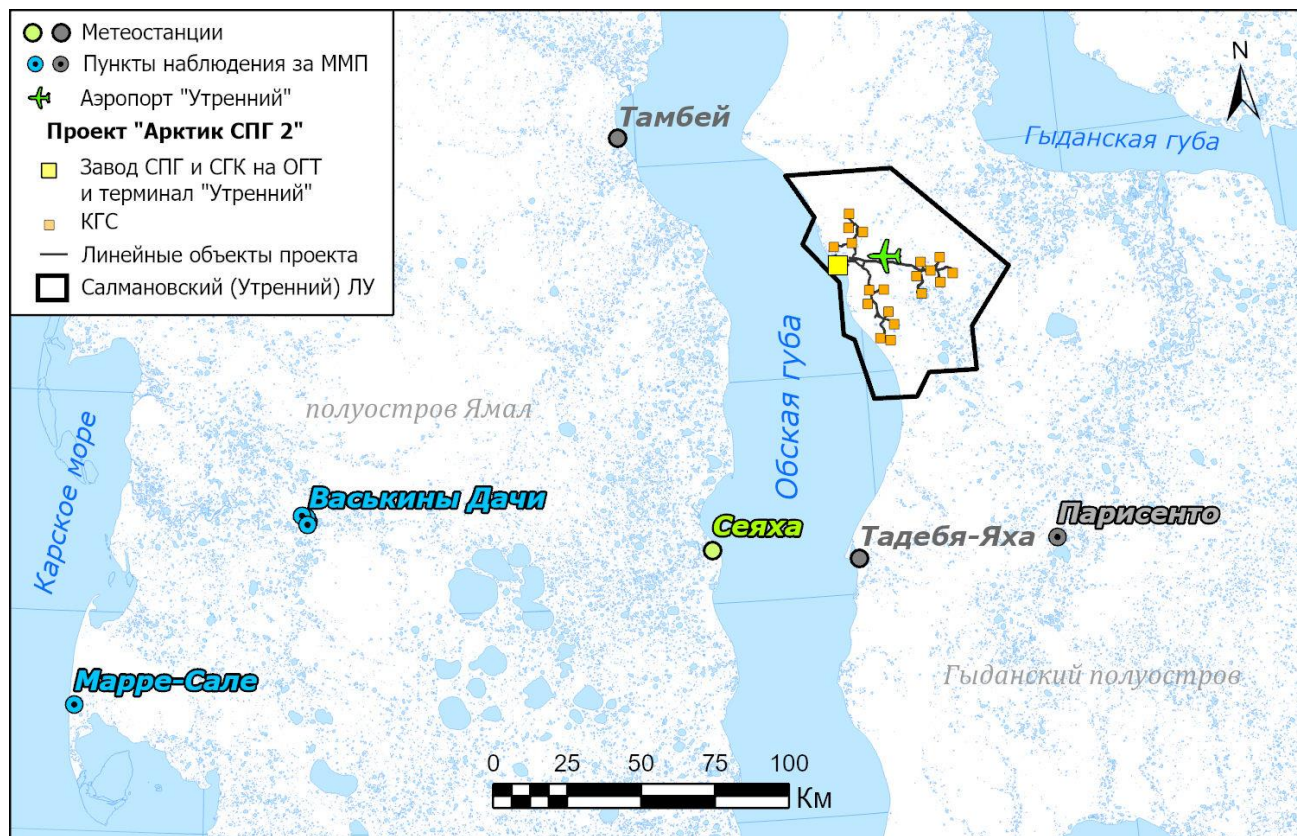 Метеостанции
Пункты наблюдения за ММП
Аэропорт "Утренний"
Проект "Арктик СПГ 2"
Завод СПГ и СГК на ОГТ
и терминал "Утренний"
КГС
Линейные объекты проекта
Салмановский (Утренний) ЛУ
N
Тамбей
Гыданская губа
Обская губа
полуостров Ямал
Карское море
Васькины Дачи
Сеяха
Тадебя-Яха
Парисенто
Марре-Сале
Гыданский полуостров
0 25 50 75 100
Км